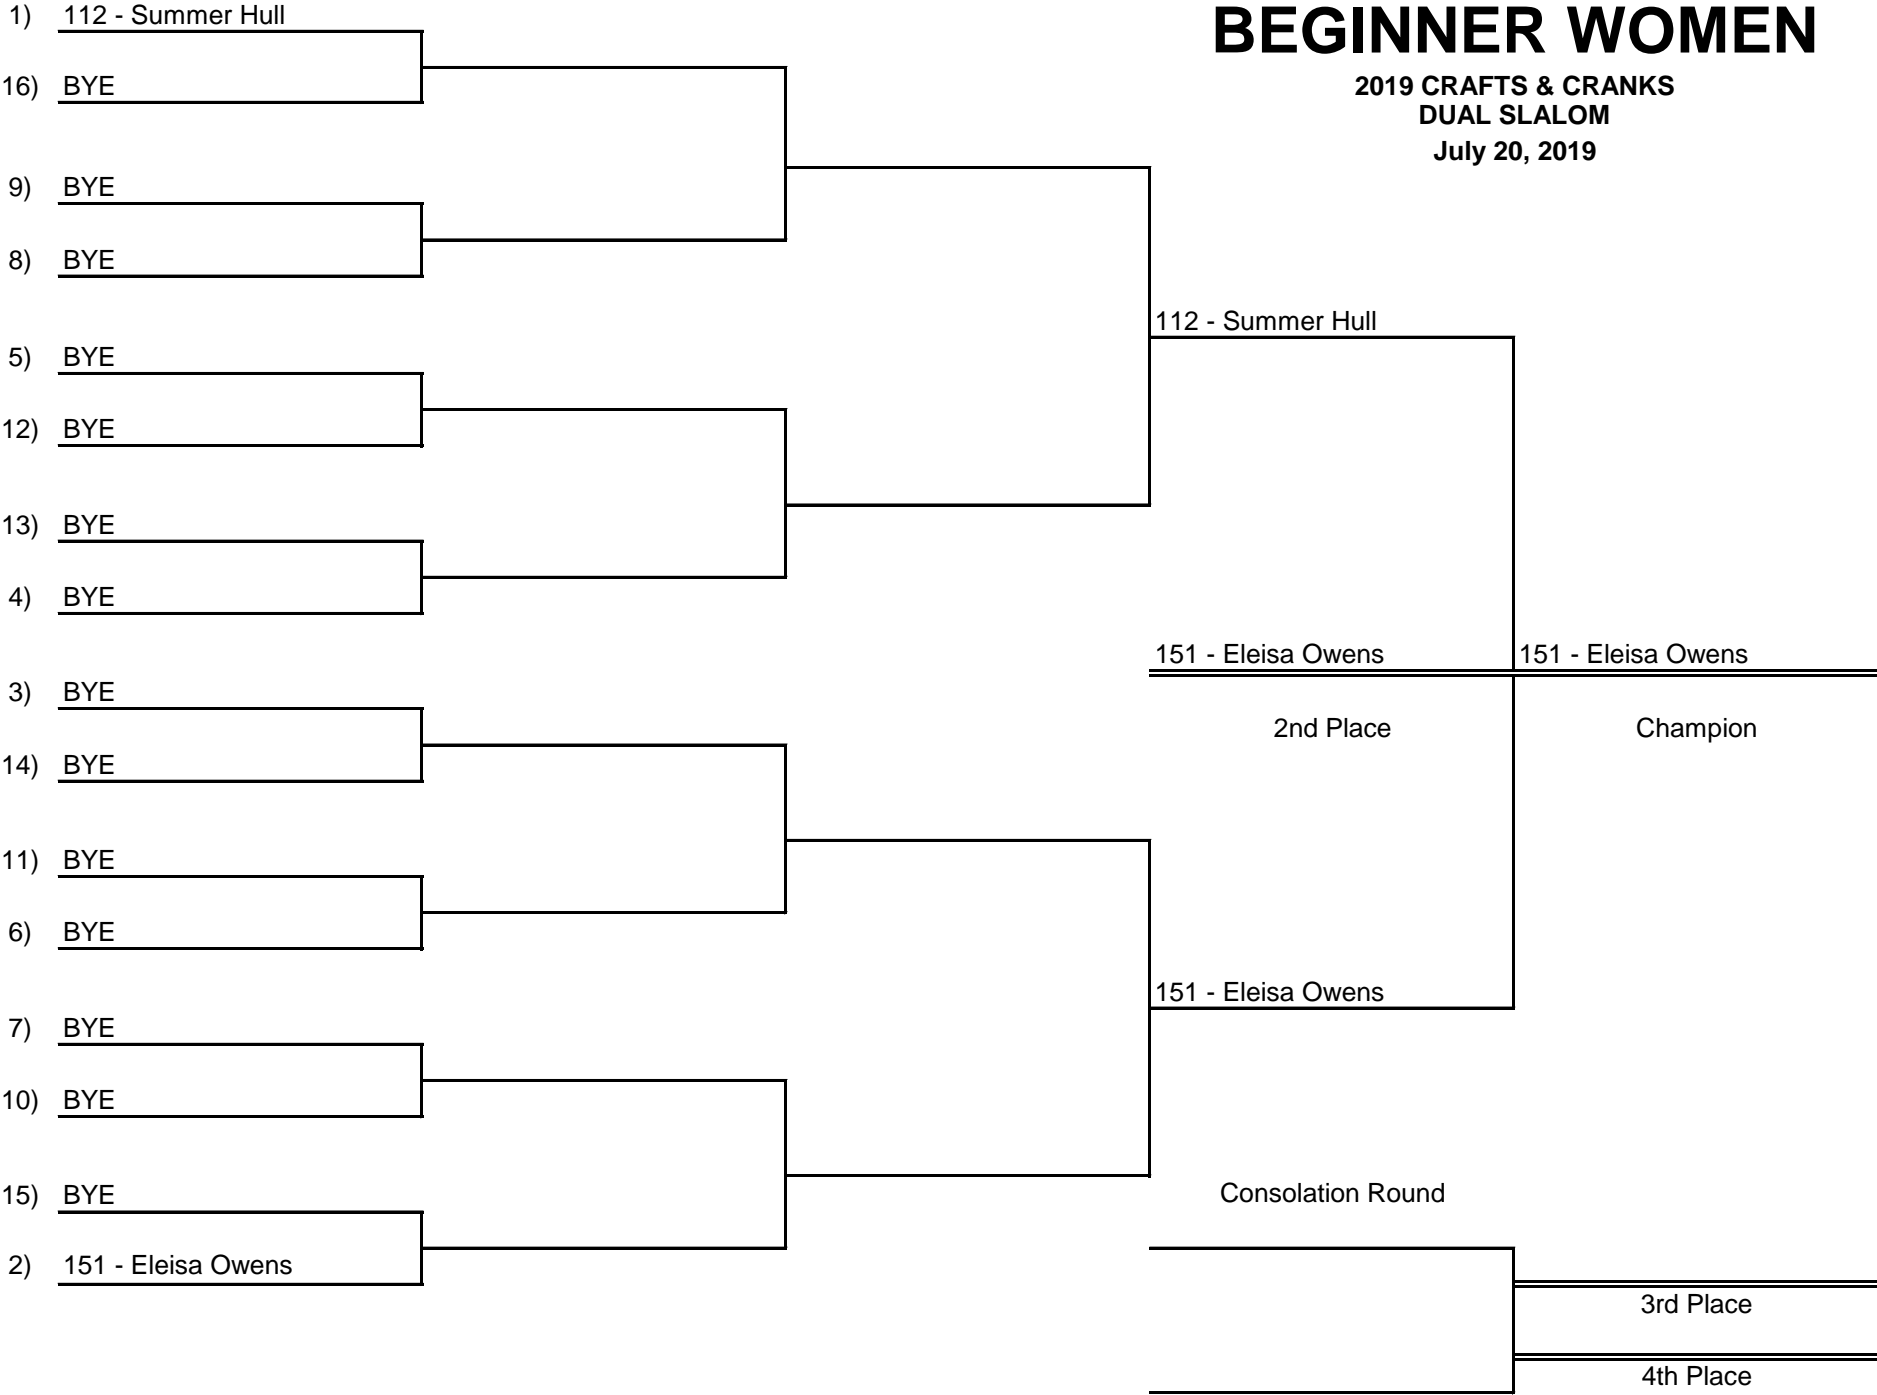 BEGINNER WOMEN
2019 CRAFTS & CRANKS
DUAL SLALOM
July 20, 2019
1) 112 - Summer Hull
16) BYE
9) BYE
8) BYE
5) BYE
12) BYE
13) BYE
4) BYE
3) BYE
14) BYE
11) BYE
6) BYE
7) BYE
10) BYE
15) BYE
2) 151 - Eleisa Owens
112 - Summer Hull
151 - Eleisa Owens
151 - Eleisa Owens
2nd Place
151 - Eleisa Owens
Champion
Consolation Round
3rd Place
4th Place